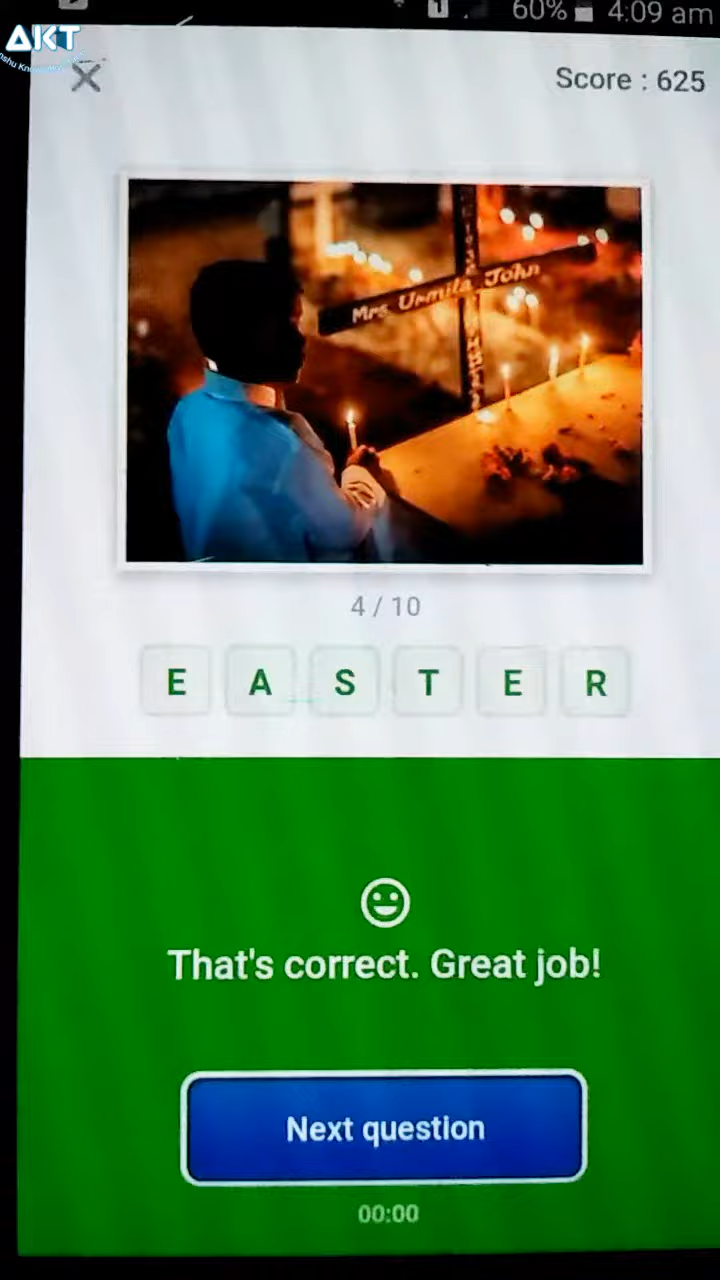 60% 4:09 am
AKT
Score : 625
Mrs Urmila John
4 / 10
E A S T E R
That's correct. Great job!
Next question
00:00